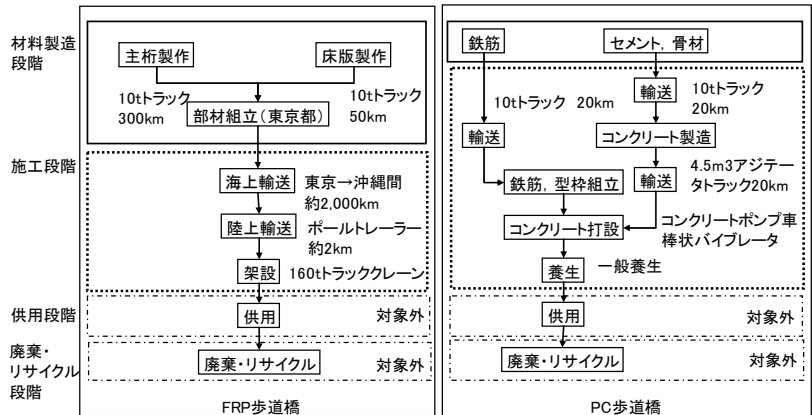 材料製造
段階
主桁製作
床版製作
10tトラック
300km
10tトラック
50km
部材組立(東京都)
施工段階
海上輸送
東京→沖縄間
約2,000km
陸上輸送
ポールトレーラー
約2km
架設
160tトラッククレーン
供用段階
供用
対象外
廃棄・
リサイクル
段階
廃棄・リサイクル
対象外
FRP歩道橋
鉄筋
セメント, 骨材
輸送
10tトラック
20km
10tトラック 20km
輸送
コンクリート製造
輸送
4.5m3アジテ
ータトラック20km
鉄筋, 型枠組立
コンクリート打設
コンクリートポンプ車
棒状バイブレータ
養生
一般養生
供用
対象外
廃棄・リサイクル
対象外
PC歩道橋